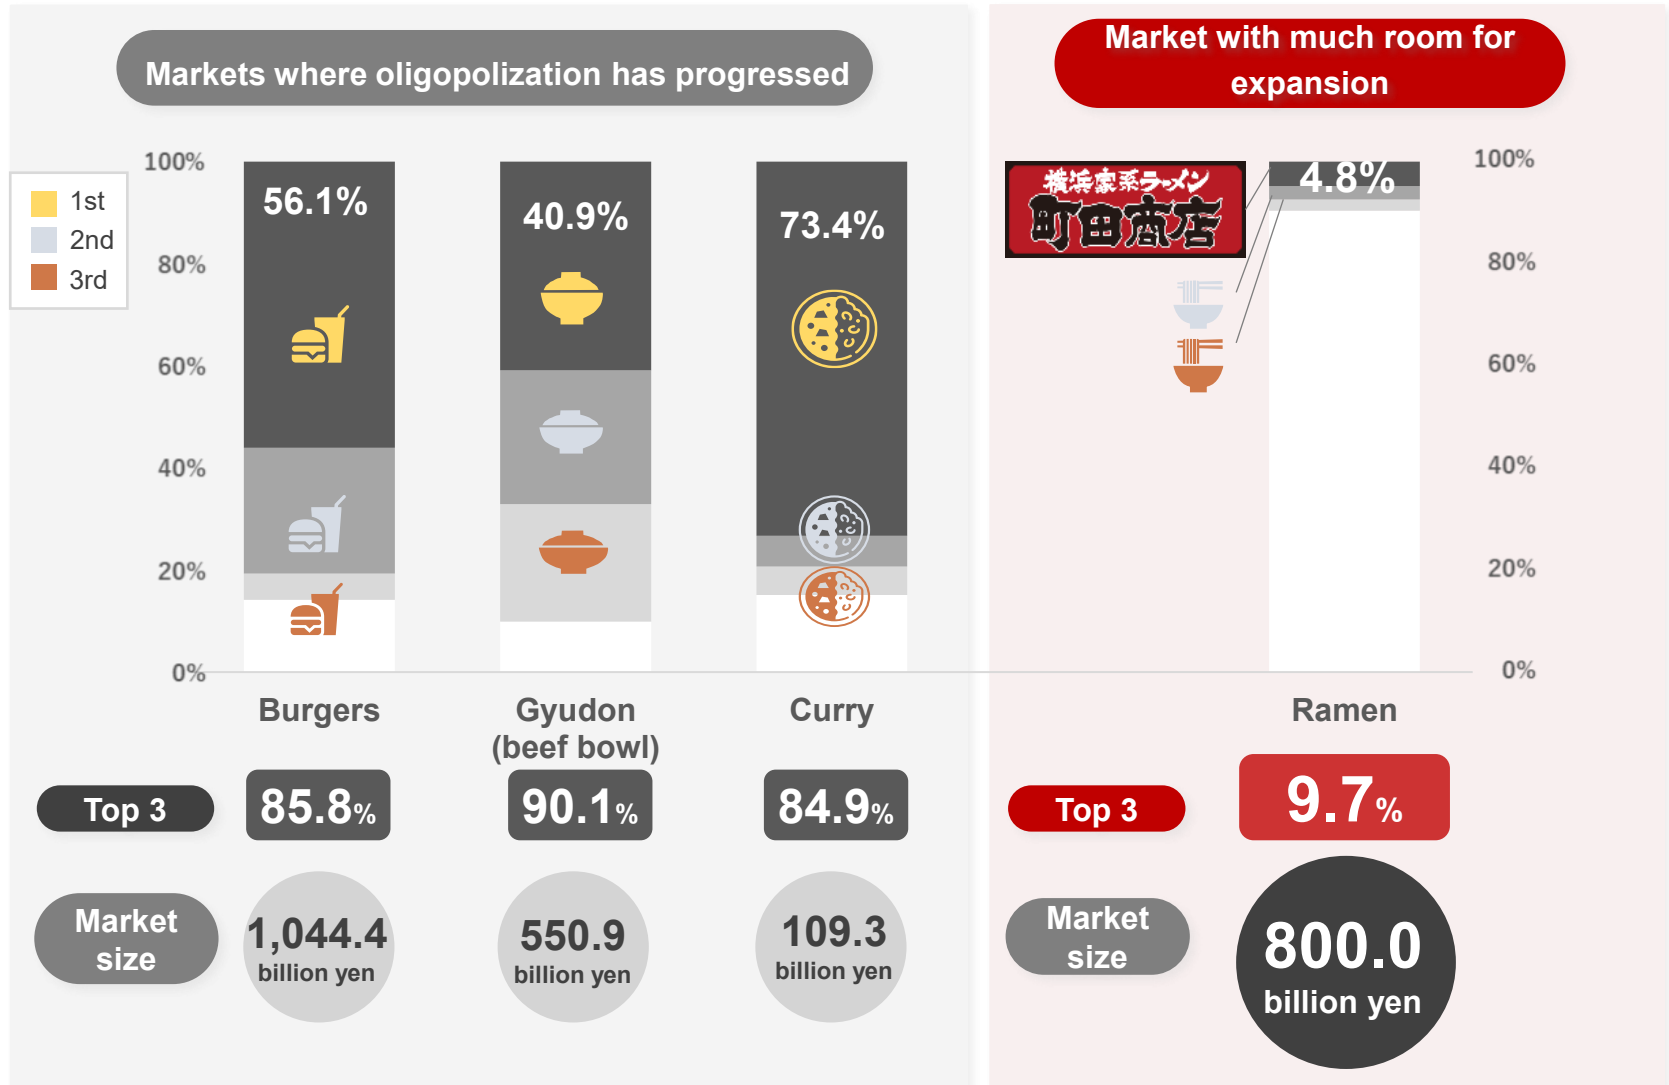 Markets where oligopolization has progressed
1st
2nd
3rd
100%
80%
60%
40%
20%
0%
56.1%
40.9%
73.4%
Burgers
Gyudon
(beef bowl)
Curry
Top 3
85.8%
90.1%
84.9%
Market
size
1,044.4
billion yen
550.9
billion yen
109.3
billion yen
Market with much room for
expansion
横浜家系ラーメン
町田商店
4.8%
100%
80%
60%
40%
20%
0%
Ramen
Top 3
9.7%
Market
size
800.0
billion yen